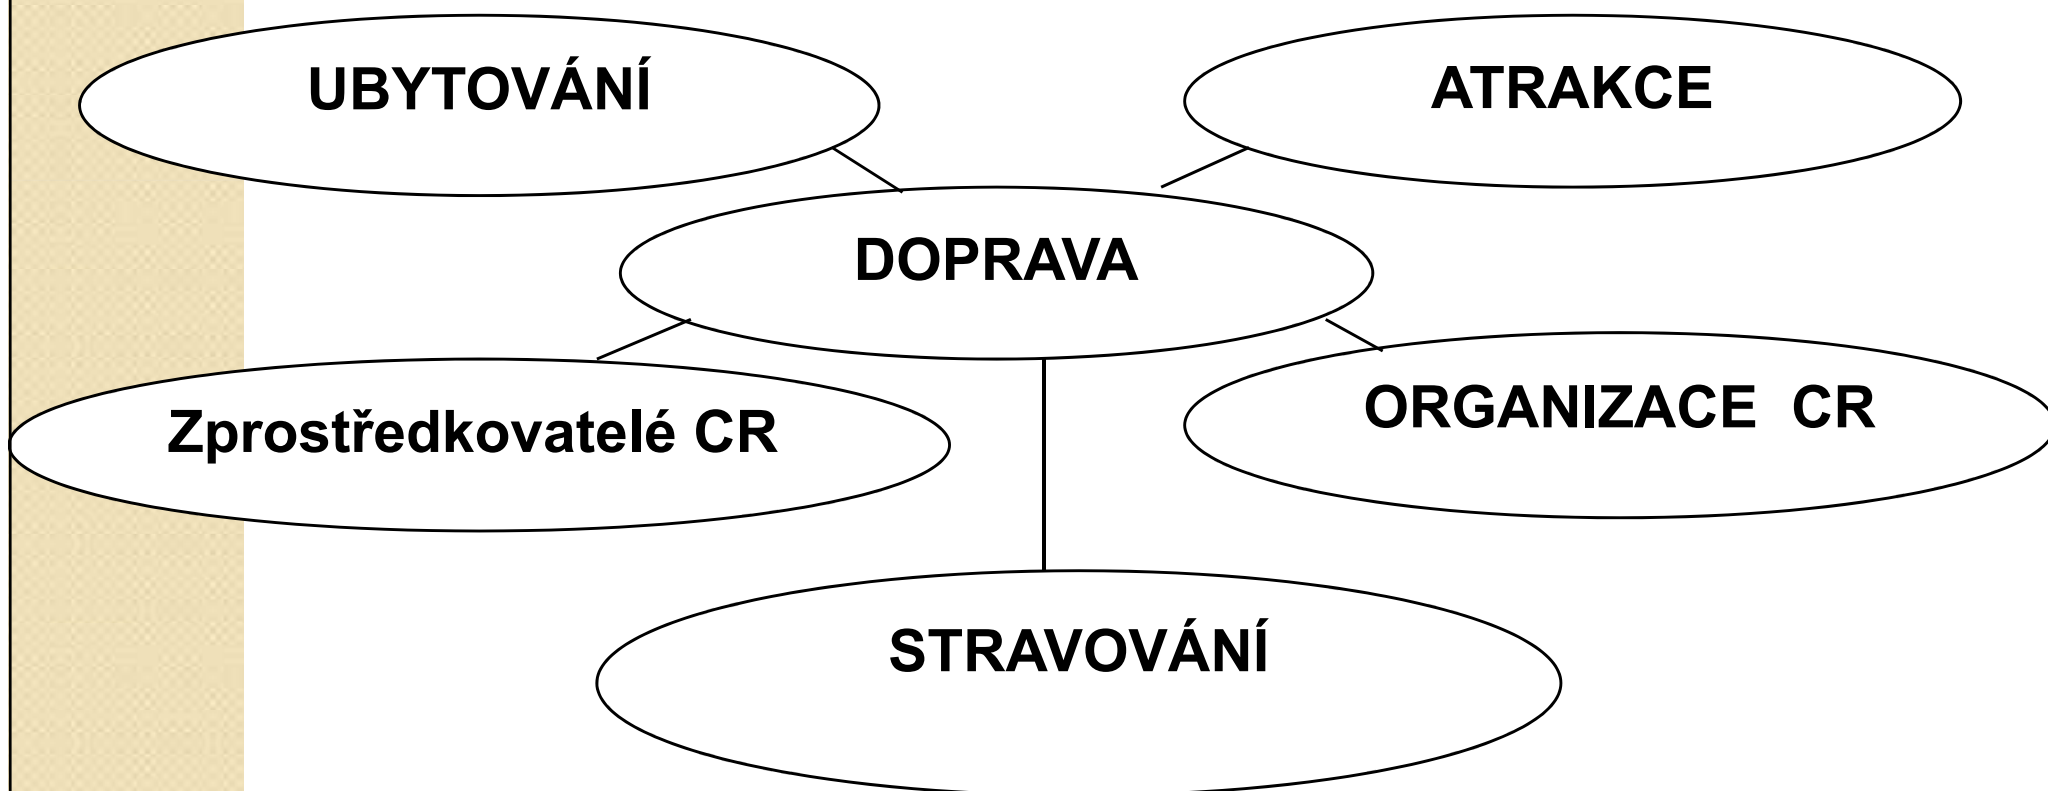 UBYTOVÁNÍ
ATRAKCE
DOPRAVA
Zprostředkovatelé CR
ORGANIZACE  CR
STRAVOVÁNÍ